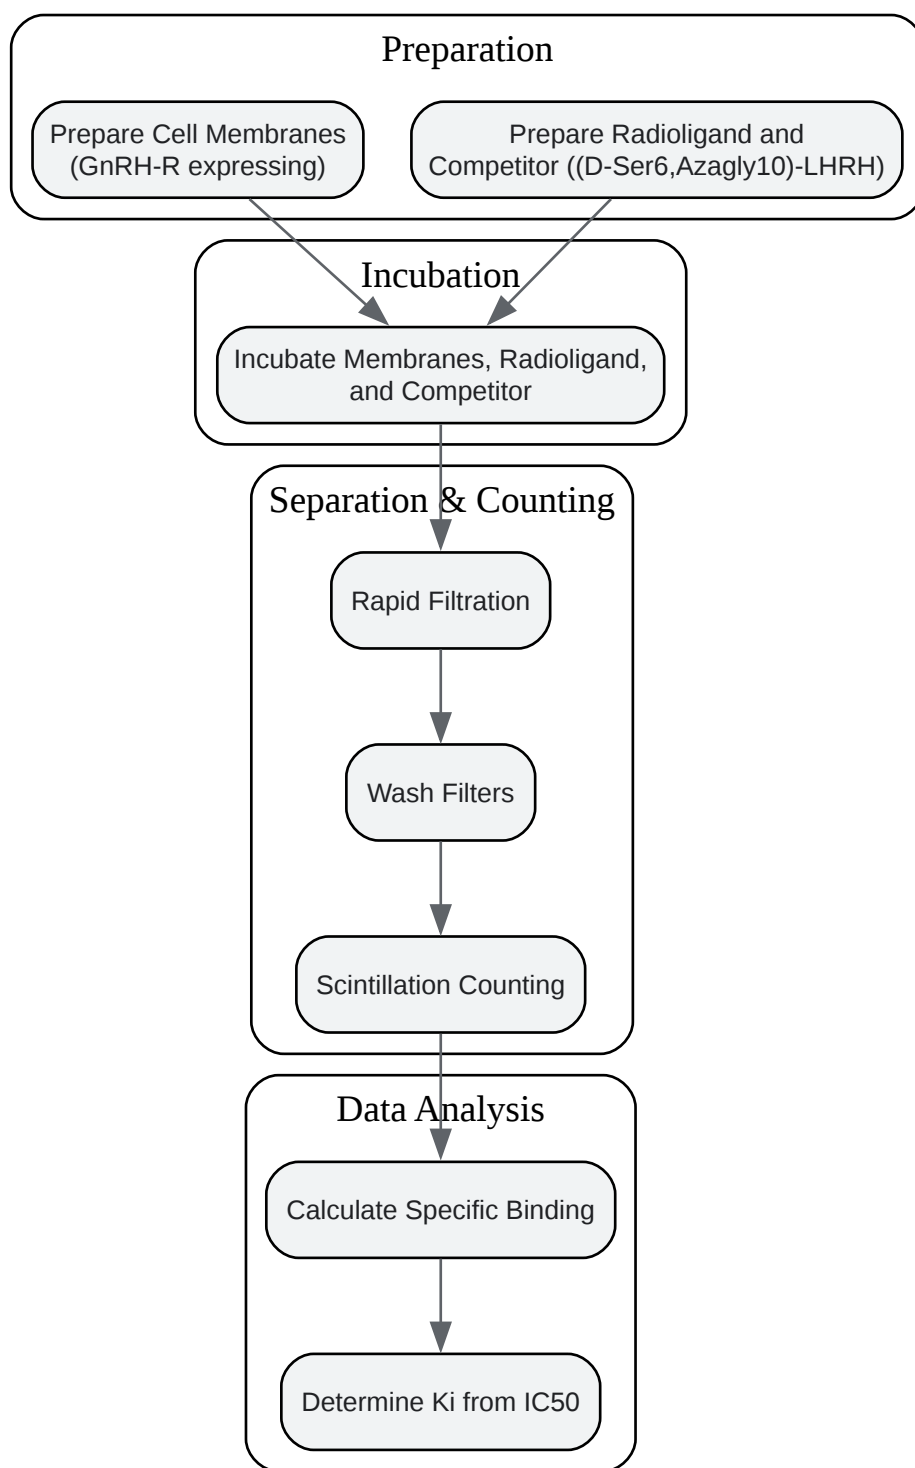 Preparation
Prepare Cell Membranes
(GnRH-R expressing)
Prepare Radioligand and
Competitor ((D-Ser6,Azagly10)-LHRH)
Incubation
Incubate Membranes, Radioligand,
and Competitor
Separation & Counting
Rapid Filtration
Wash Filters
Scintillation Counting
Data Analysis
Calculate Specific Binding
Determine Ki from IC50